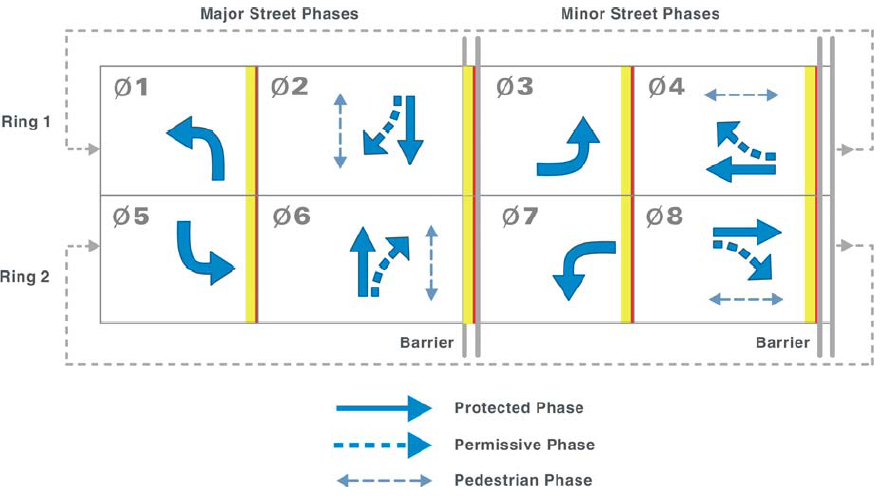 Major Street Phases
Minor Street Phases
Ring 1
Ø1
Ø2
Ø3
Ø4
Ring 2
Ø5
Ø6
Ø7
Ø8
Barrier
Barrier
Protected Phase
Permissive Phase
Pedestrian Phase